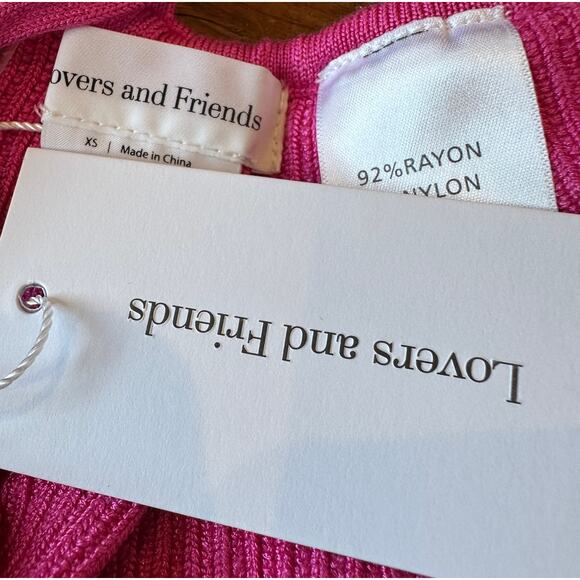 overs and Friends
XS | Made in China
92%RAYON
NYLON
Lovers and Friends